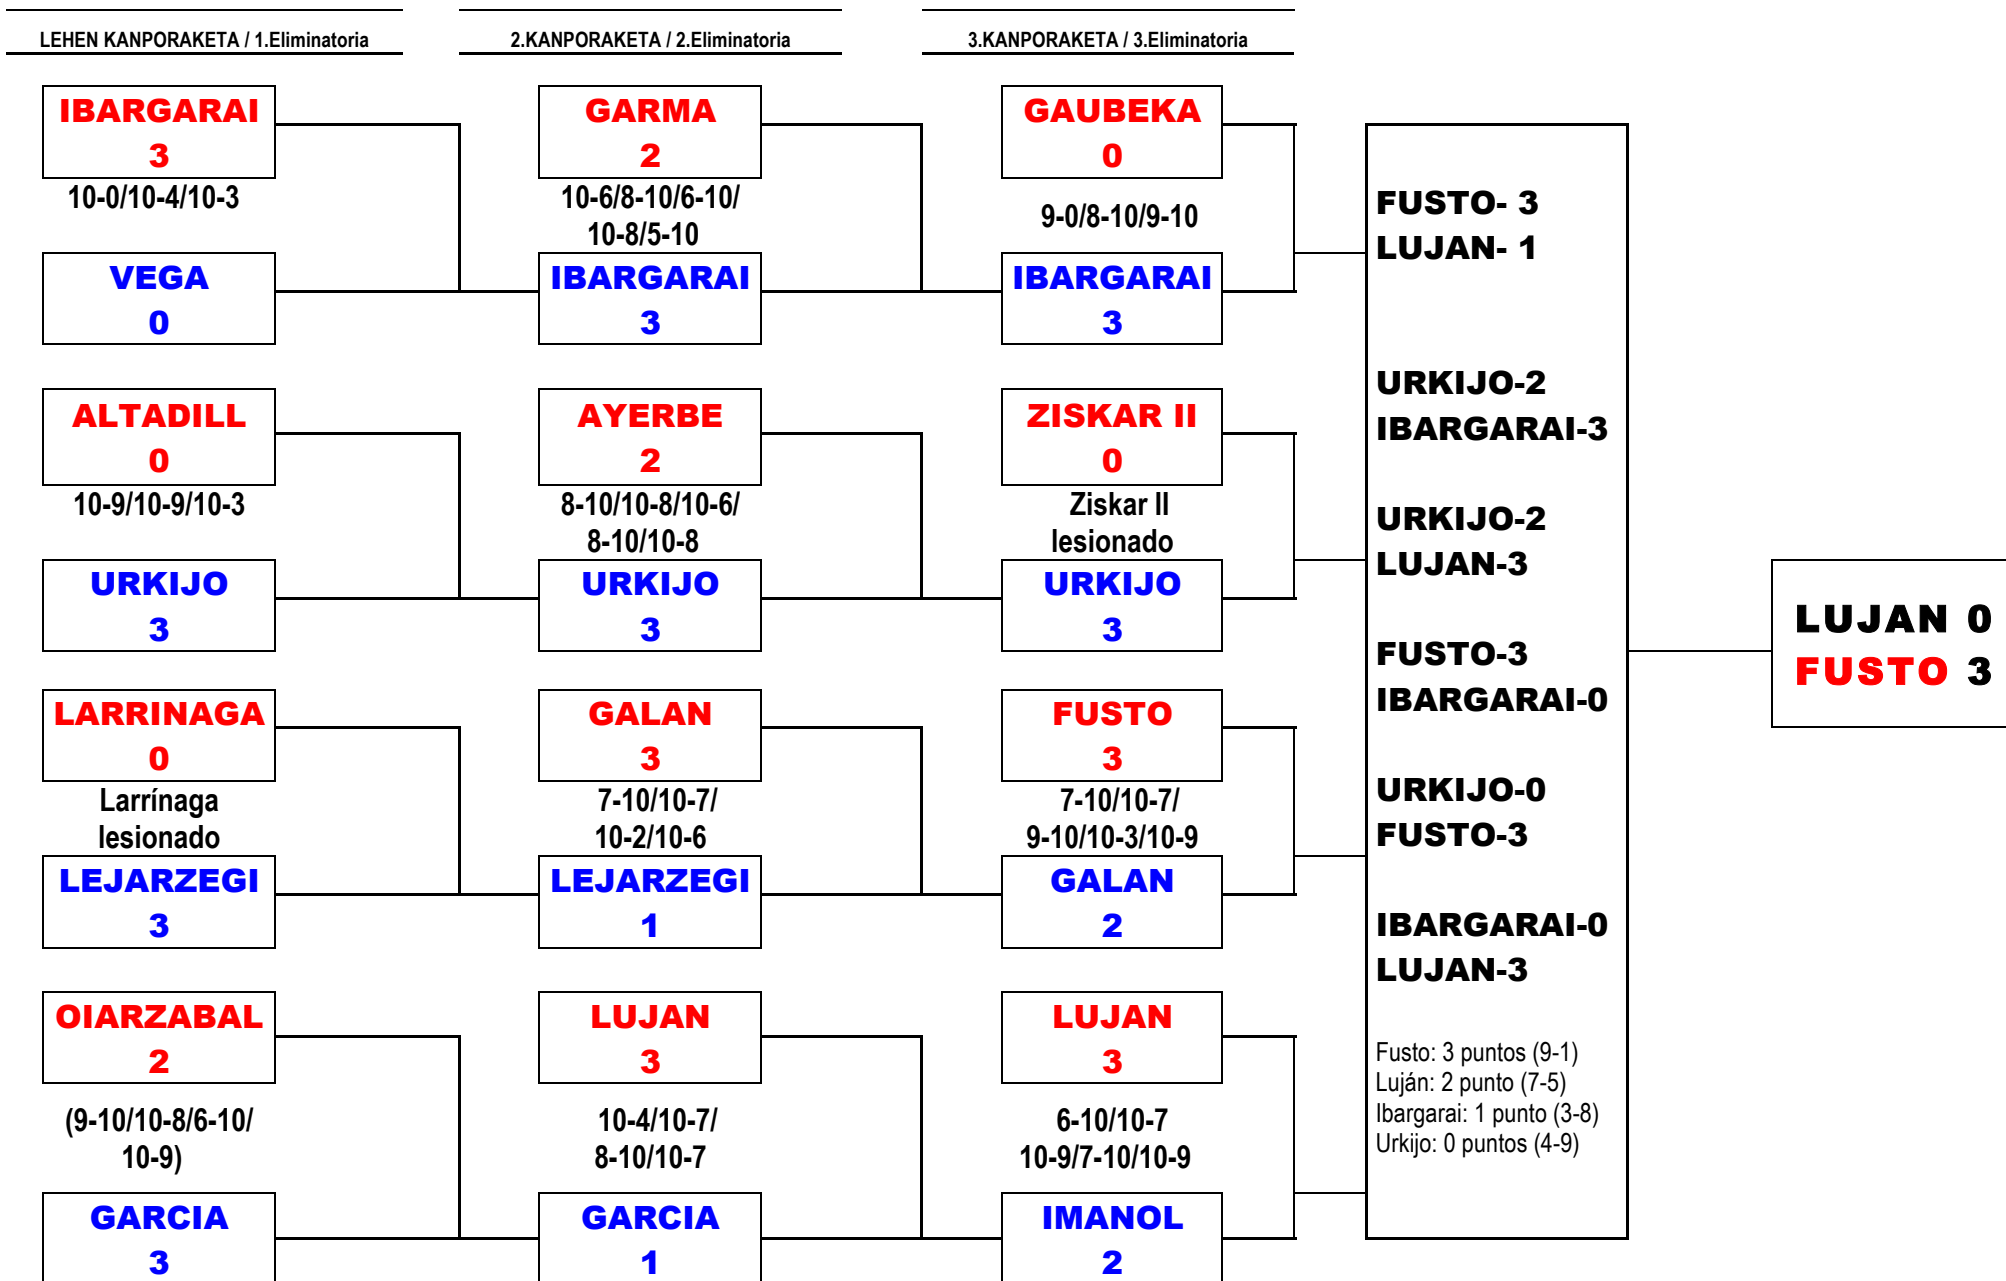 LEHEN KANPORAKETA / 1.Eliminatoria
IBARGARAI
3
10-0/10-4/10-3
VEGA
0
ALTADILL
0
10-9/10-9/10-3
URKIJO
3
LARRINAGA
0
Larrínaga
lesionado
LEJARZEGI
3
OIARZABAL
2
(9-10/10-8/6-10/
10-9)
GARCIA
3
2.KANPORAKETA / 2.Eliminatoria
GARMA
2
10-6/8-10/6-10/
10-8/5-10
IBARGARAI
3
AYERBE
2
8-10/10-8/10-6/
8-10/10-8
URKIJO
3
GALAN
3
7-10/10-7/
10-2/10-6
LEJARZEGI
1
LUJAN
3
10-4/10-7/
8-10/10-7
GARCIA
1
3.KANPORAKETA / 3.Eliminatoria
GAUBEKA
0
9-0/8-10/9-10
IBARGARAI
3
ZISKAR II
0
Ziskar II
lesionado
URKIJO
3
FUSTO
3
7-10/10-7/
9-10/10-3/10-9
GALAN
2
LUJAN
3
6-10/10-7
10-9/7-10/10-9
IMANOL
2
FUSTO- 3
LUJAN- 1
URKIJO-2
IBARGARAI-3
URKIJO-2
LUJAN-3
FUSTO-3
IBARGARAI-0
URKIJO-0
FUSTO-3
IBARGARAI-0
LUJAN-3
Fusto: 3 puntos (9-1)
Luján: 2 punto (7-5)
Ibargarai: 1 punto (3-8)
Urkijo: 0 puntos (4-9)
LUJAN 0
FUSTO 3